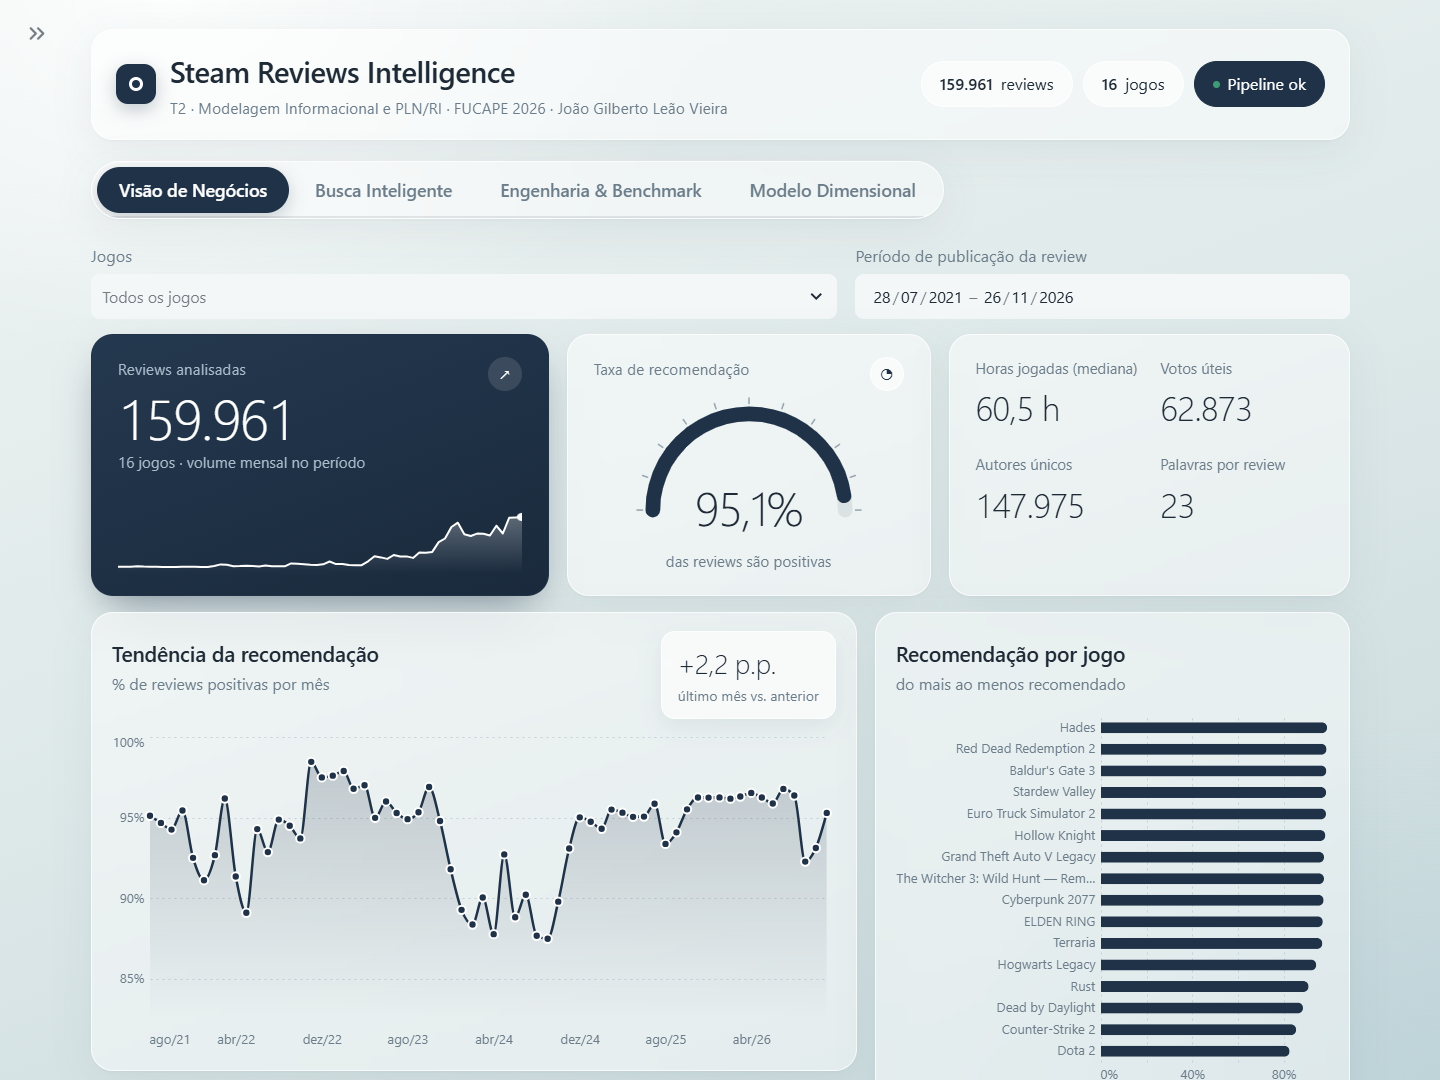 Steam Reviews Intelligence
T2 · Modelagem Informacional e PLN/RI · FUCAPE 2026 · João Gilberto Leão Vieira
159.961 reviews
16 jogos
Pipeline ok
Visão de Negócios
Busca Inteligente
Engenharia & Benchmark
Modelo Dimensional
Jogos
Todos os jogos
Período de publicação da review
28/07/2021 – 26/11/2026
Reviews analisadas
159.961
16 jogos · volume mensal no período
Taxa de recomendação
95,1%
das reviews são positivas
Horas jogadas (mediana)
60,5 h
Votos úteis
62.873
Autores únicos
147.975
Palavras por review
23
Tendência da recomendação
% de reviews positivas por mês
+2,2 p.p.
último mês vs. anterior
100%
95%
90%
85%
ago/21
abr/22
dez/22
ago/23
abr/24
dez/24
ago/25
abr/26
Recomendação por jogo
do mais ao menos recomendado
Hades
Red Dead Redemption 2
Baldur's Gate 3
Stardew Valley
Euro Truck Simulator 2
Hollow Knight
Grand Theft Auto V Legacy
The Witcher 3: Wild Hunt — Rem...
Cyberpunk 2077
ELDEN RING
Terraria
Hogwarts Legacy
Rust
Dead by Daylight
Counter-Strike 2
Dota 2
0%
40%
80%